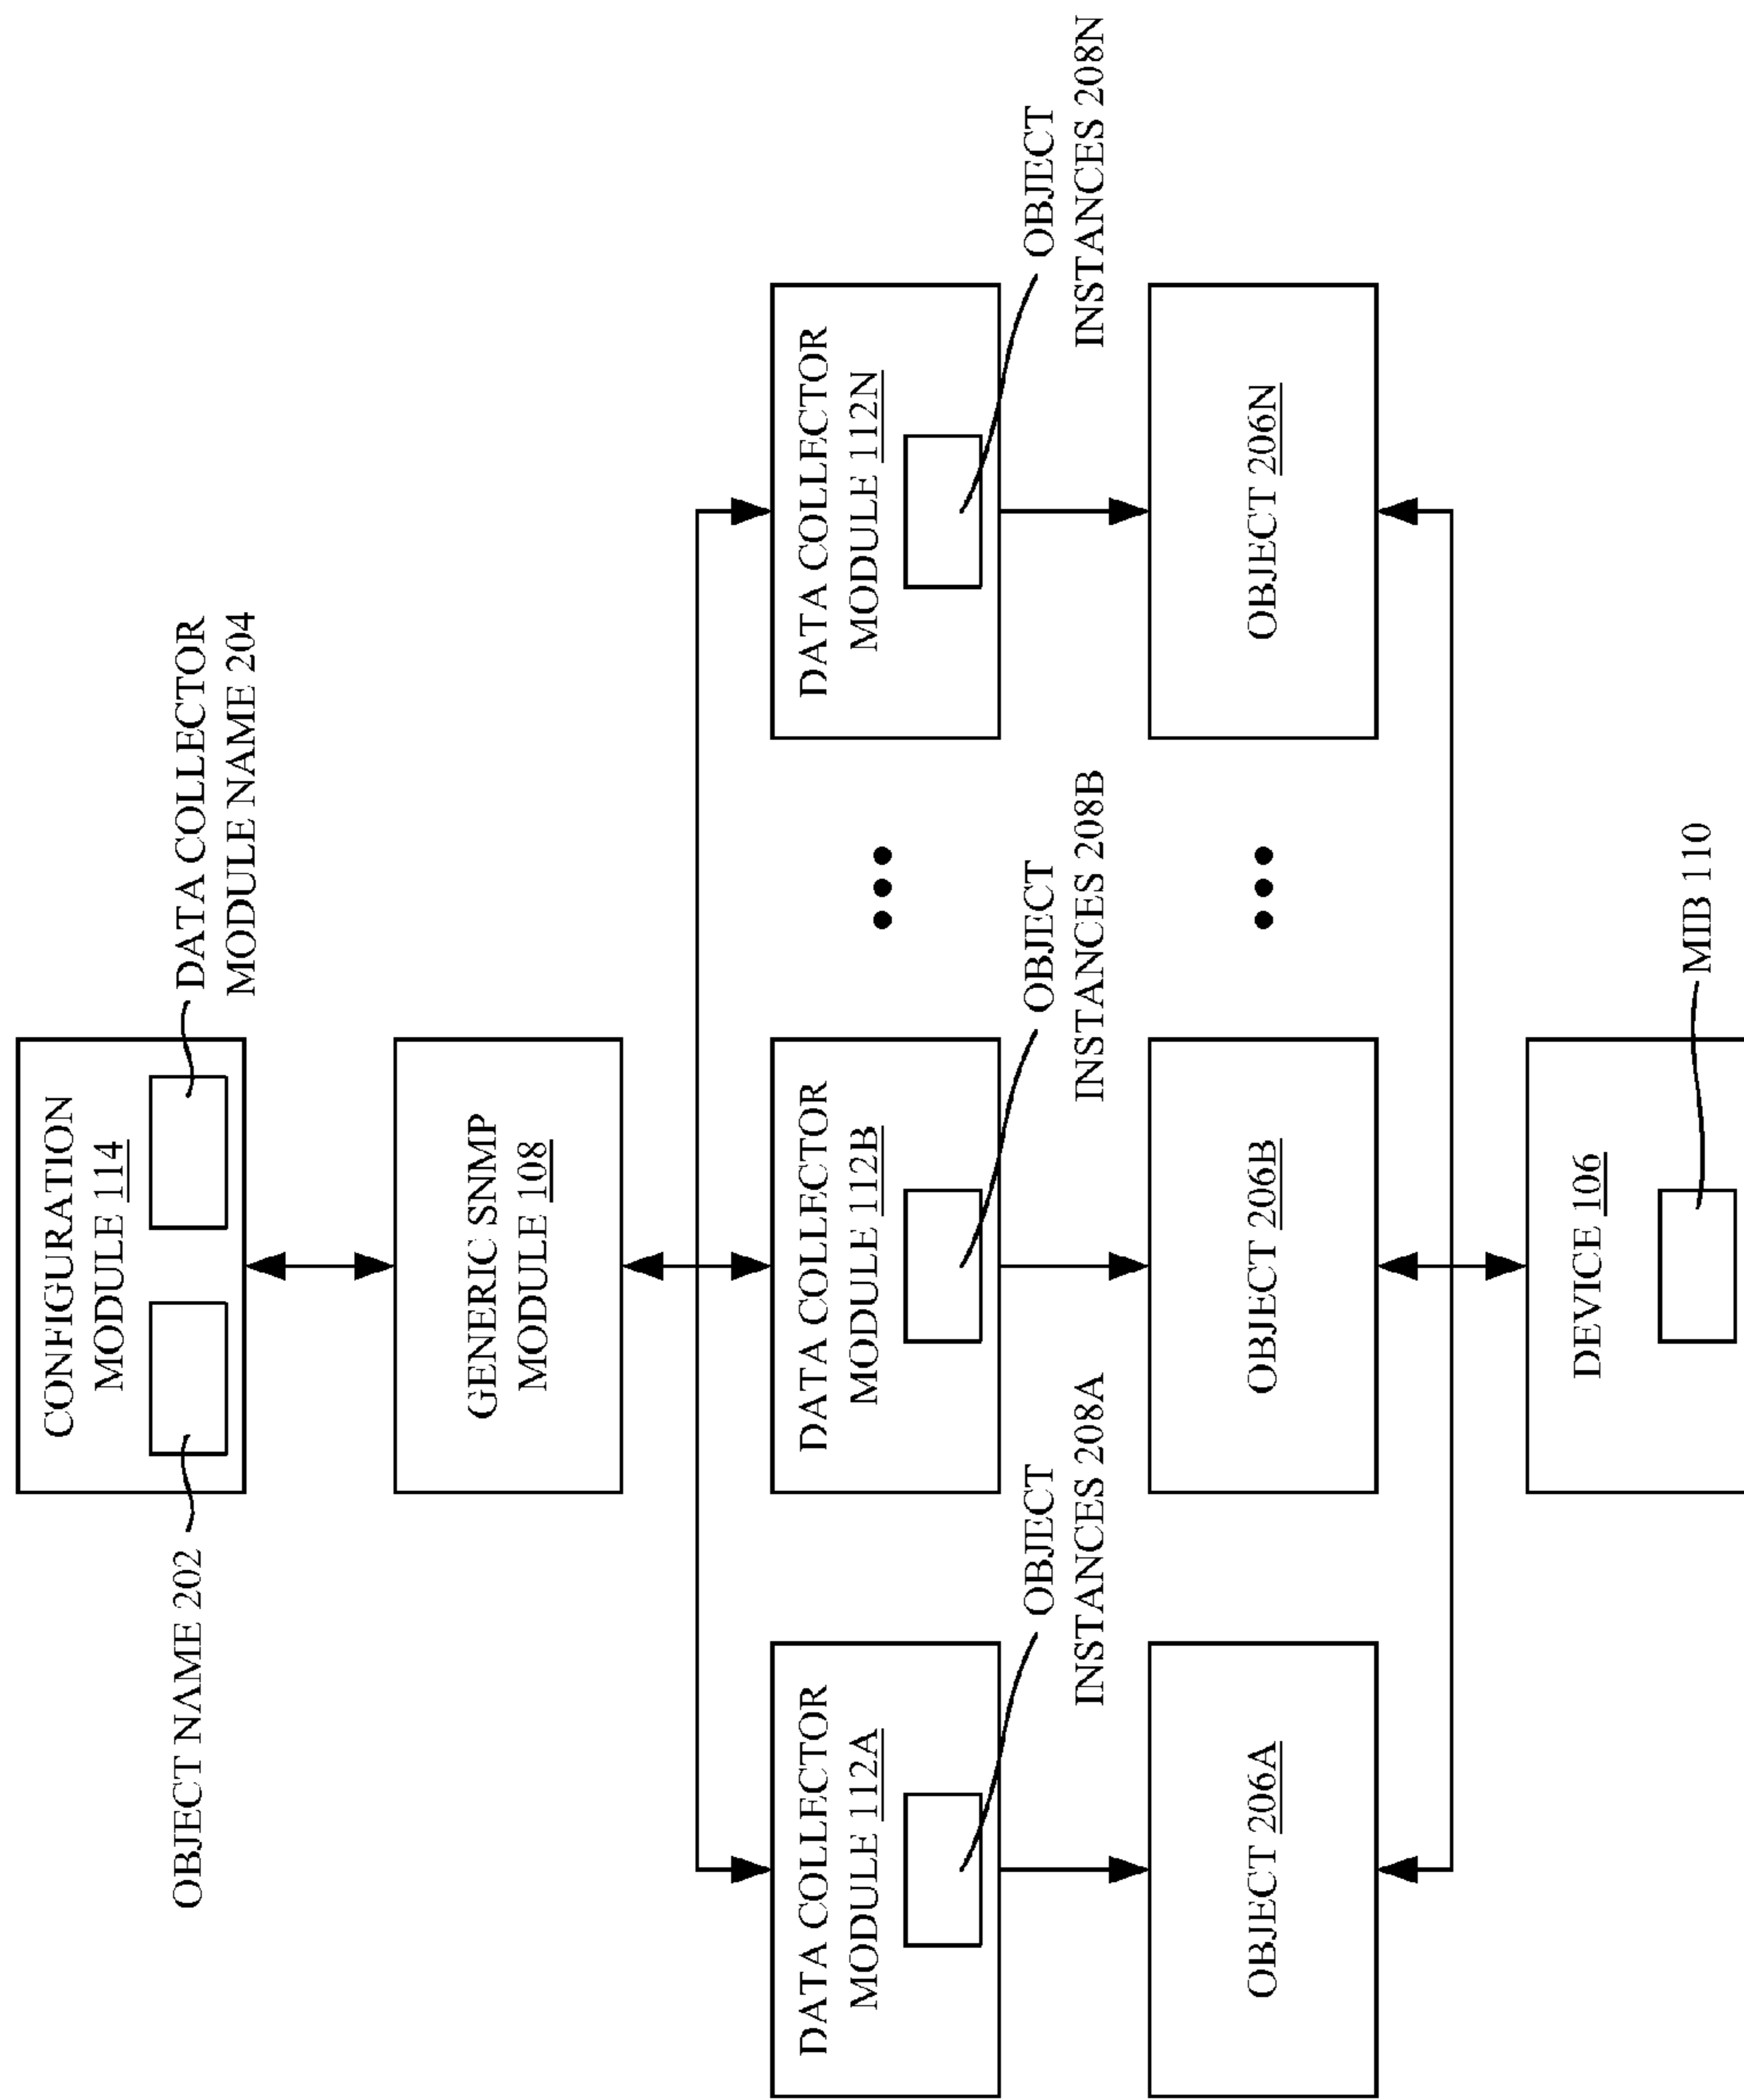 CONFIGURATION
MODULE 114
OBJECT NAME 202
DATA COLLECTOR
MODULE NAME 204
GENERIC SNMP
MODULE 108
DATA COLLECTOR
MODULE 112A
OBJECT
INSTANCES 208A
DATA COLLECTOR
MODULE 112B
OBJECT
INSTANCES 208B
DATA COLLECTOR
MODULE 112N
OBJECT
INSTANCES 208N
OBJECT 206A
OBJECT 206B
OBJECT 206N
DEVICE 106
MIB 110